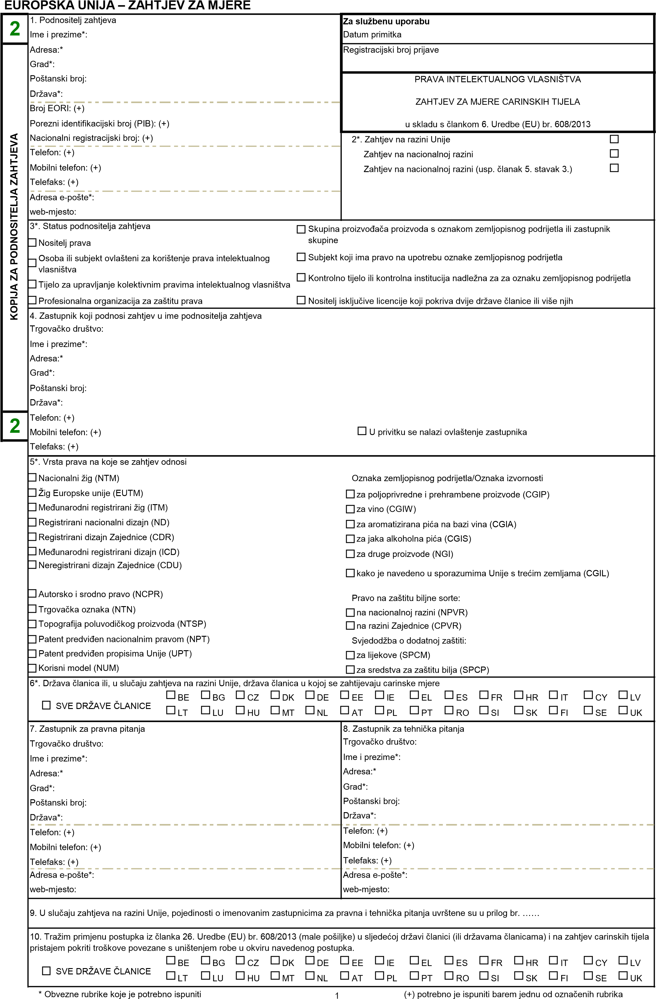 EUROPSKA UNIJA – ZAHTJEV ZA MJERE
2
KOPIJA ZA PODNOSITELJA ZAHTJEVA
2
1. Podnositelj zahtjeva
Ime i prezime*:
Adresa:*
Grad*:
Poštanski broj:
Država*:
Broj EORI: (+)
Porezni identifikacijski broj (PIB): (+)
Nacionalni registracijski broj: (+)
Telefon: (+)
Mobilni telefon: (+)
Telefaks: (+)
Adresa e-pošte*:
web-mjesto:
Za službenu uporabu
Datum primitka
Registracijski broj prijave
PRAVA INTELEKTUALNOG VLASNIŠTVA
ZAHTJEV ZA MJERE CARINSKIH TIJELA
u skladu s člankom 6. Uredbe (EU) br. 608/2013
2*. Zahtjev na razini Unije
Zahtjev na nacionalnoj razini
Zahtjev na nacionalnoj razini (usp. članak 5. stavak 3.)
3*. Status podnositelja zahtjeva
Nositelj prava
Osoba ili subjekt ovlašteni za korištenje prava intelektualnog
vlasništva
Tijelo za upravljanje kolektivnim pravima intelektualnog vlasništva
Profesionalna organizacija za zaštitu prava
Skupina proizvođača proizvoda s oznakom zemljopisnog podrijetla ili zastupnik
skupine
Subjekt koji ima pravo na upotrebu oznake zemljopisnog podrijetla
Kontrolno tijelo ili kontrolna institucija nadležna za za oznaku zemljopisnog podrijetla
Nositelj isključive licencije koji pokriva dvije države članice ili više njih
4. Zastupnik koji podnosi zahtjev u ime podnositelja zahtjeva
Trgovačko društvo:
Ime i prezime*:
Adresa:*
Grad*:
Poštanski broj:
Država*:
Telefon: (+)
Mobilni telefon: (+)
Telefaks: (+)
U privitku se nalazi ovlaštenje zastupnika
5*. Vrsta prava na koje se zahtjev odnosi
Nacionalni žig (NTM)
Žig Europske unije (EUTM)
Međunarodni registrirani žig (ITM)
Registrirani nacionalni dizajn (ND)
Registrirani dizajn Zajednice (CDR)
Međunarodni registrirani dizajn (ICD)
Neregistrirani dizajn Zajednice (CDU)
Autorsko i srodno pravo (NCPR)
Trgovačka oznaka (NTN)
Topografija poluvodičkog proizvoda (NTSP)
Patent predviđen nacionalnim pravom (NPT)
Patent predviđen propisima Unije (UPT)
Korisni model (NUM)
Oznaka zemljopisnog podrijetla/Oznaka izvornosti
za poljoprivredne i prehrambene proizvode (CGIP)
za vino (CGIW)
za aromatizirana pića na bazi vina (CGIA)
za jaka alkoholna pića (CGIS)
za druge proizvode (NGI)
kako je navedeno u sporazumima Unije s trećim zemljama (CGIL)
Pravo na zaštitu biljne sorte:
na nacionalnoj razini (NPVR)
na razini Zajednice (CPVR)
Svjedodžba o dodatnoj zaštiti:
za lijekove (SPCM)
za sredstva za zaštitu bilja (SPCP)
6*. Država članica ili, u slučaju zahtjeva na razini Unije, država članica u kojoj se zahtijevaju carinske mjere
SVE DRŽAVE ČLANICE
BE BG CZ DK DE EE IE EL ES FR HR IT CY LV
LT LU HU MT NL AT PL PT RO SI SK FI SE UK
7. Zastupnik za pravna pitanja
Trgovačko društvo:
Ime i prezime*:
Adresa:*
Grad*:
Poštanski broj:
Država*:
Telefon: (+)
Mobilni telefon: (+)
Telefaks: (+)
Adresa e-pošte*:
web-mjesto:
8. Zastupnik za tehnička pitanja
Trgovačko društvo:
Ime i prezime*:
Adresa:*
Grad*:
Poštanski broj:
Država*:
Telefon: (+)
Mobilni telefon: (+)
Telefaks: (+)
Adresa e-pošte*:
web-mjesto:
9. U slučaju zahtjeva na razini Unije, pojedinosti o imenovanim zastupnicima za pravna i tehnička pitanja uvrštene su u prilog br. ……
10. Tražim primjenu postupka iz članka 26. Uredbe (EU) br. 608/2013 (male pošiljke) u sljedećoj državi članici (ili državama članicama) i na zahtjev carinskih tijela
pristajem pokriti troškove povezane s uništenjem robe u okviru navedenog postupka.
SVE DRŽAVE ČLANICE
BE BG CZ DK DE EE IE EL ES FR HR IT CY LV
LT LU HU MT NL AT PL PT RO SI SK FI SE UK
* Obvezne rubrike koje je potrebno ispuniti
1
(+) potrebno je ispuniti barem jednu od označenih rubrika